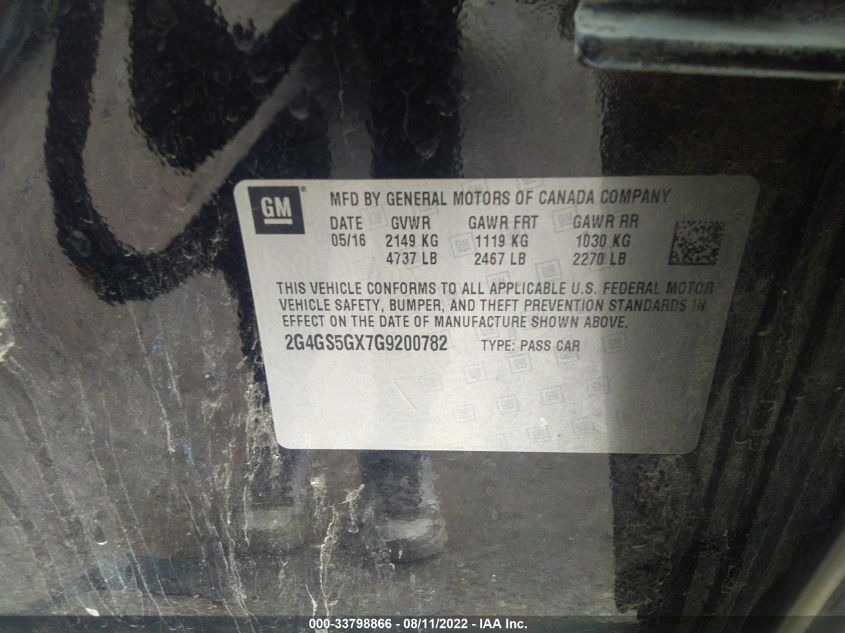 GM ® MFD BY GENERAL MOTORS OF CANADA COMPANY
DATE GVWR GAWR FRT GAWR RR
05/16 2149 KG 1119 KG 1030 KG
4737 LB 2467 LB 2270 LB
THIS VEHICLE CONFORMS TO ALL APPLICABLE U.S. FEDERAL MOTOR
VEHICLE SAFETY, BUMPER, AND THEFT PREVENTION STANDARDS IN
EFFECT ON THE DATE OF MANUFACTURE SHOWN ABOVE.
2G4GS5GX7G9200782 TYPE: PASS CAR
000-33798866 - 08/11/2022 - IAA Inc.